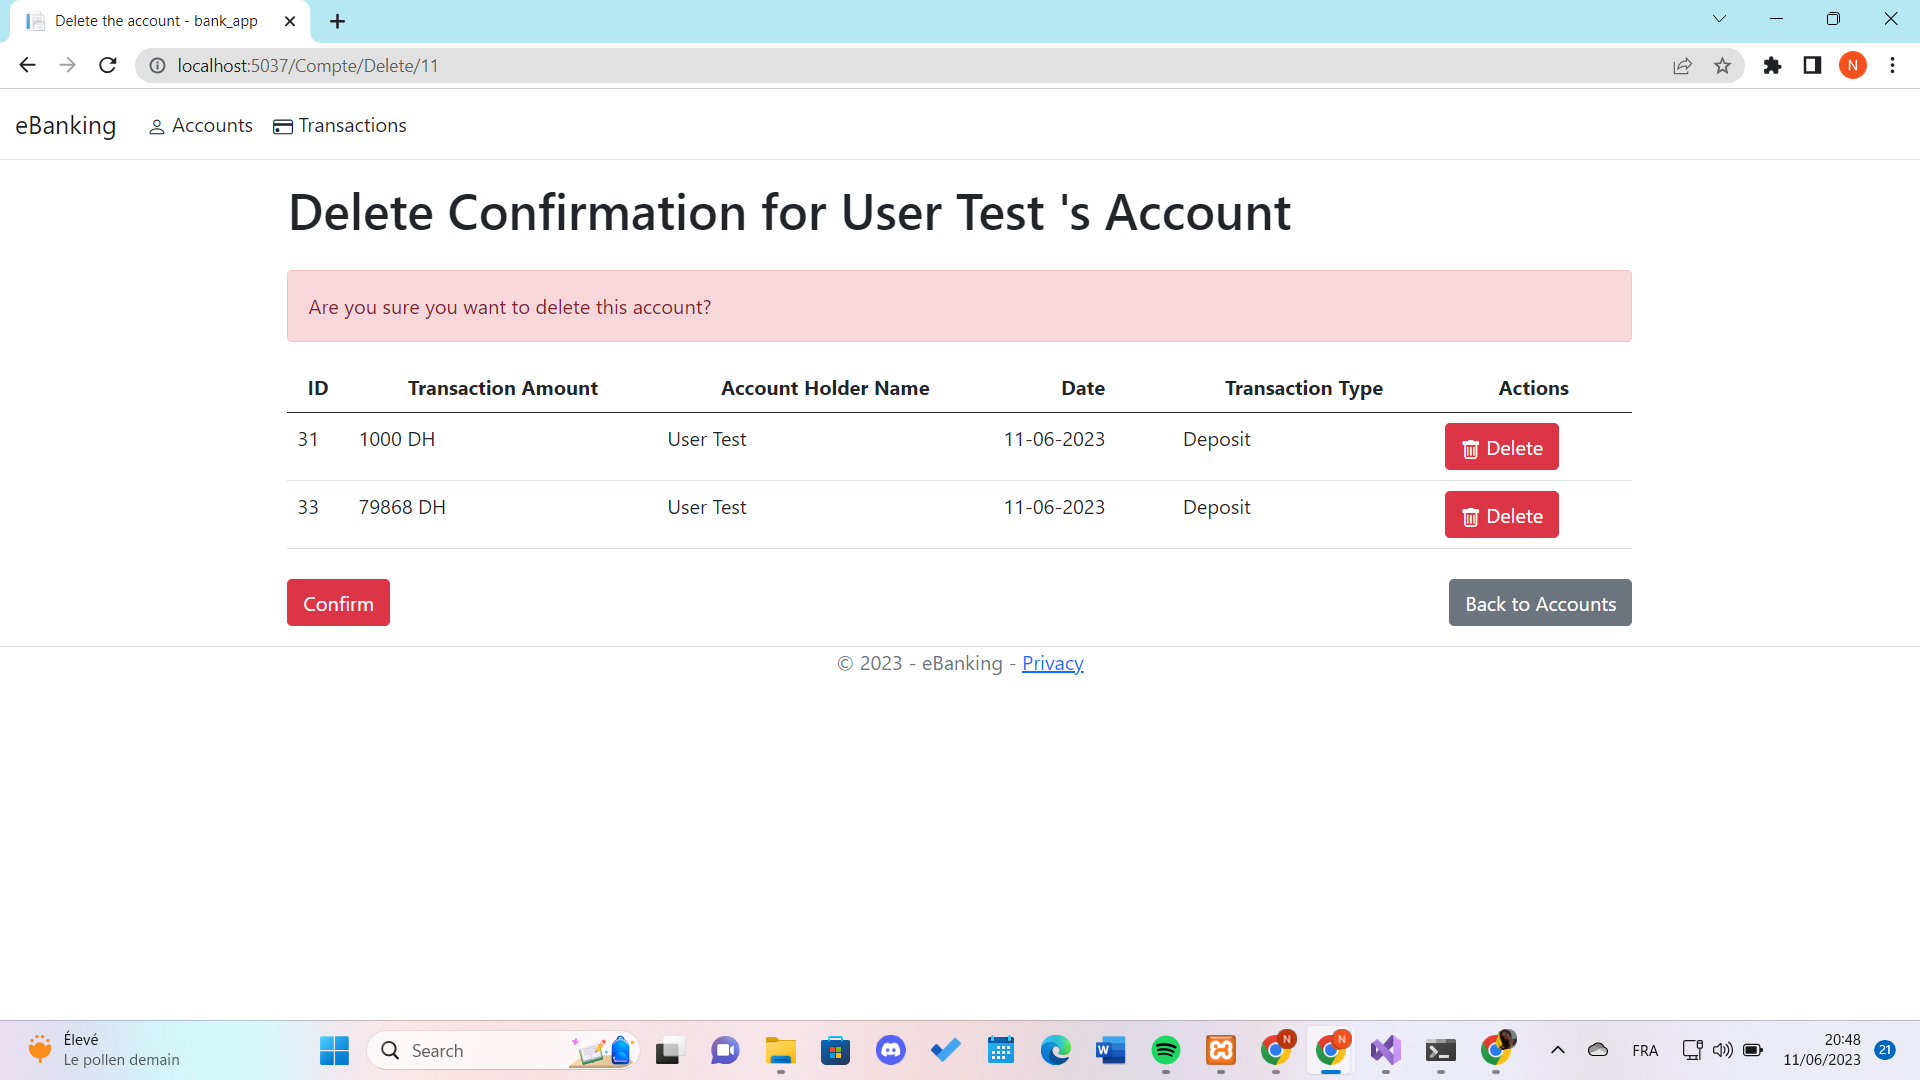 Delete the account - bank_app
localhost:5037/Compte/Delete/11
N
eBanking Accounts Transactions
Delete Confirmation for User Test 's Account
Are you sure you want to delete this account?
ID Transaction Amount Account Holder Name Date Transaction Type Actions
31 1000 DH User Test 11-06-2023 Deposit Delete
33 79868 DH User Test 11-06-2023 Deposit Delete
Confirm Back to Accounts
© 2023 - eBanking - Privacy
Élevé
Le pollen demain
Search
W
N
N
FRA
20:48
11/06/2023
21